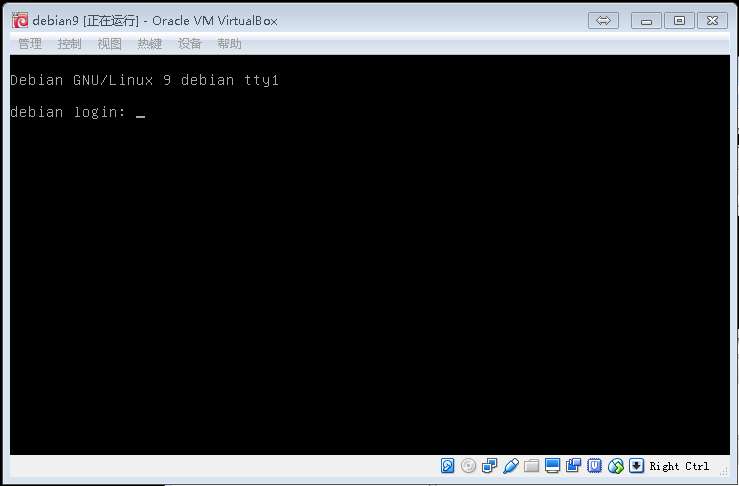 debian9 [正在运行] - Oracle VM VirtualBox
管理 控制 视图 热键 设备 帮助
Debian GNU/Linux 9 debian tty1
debian login: _
Right Ctrl